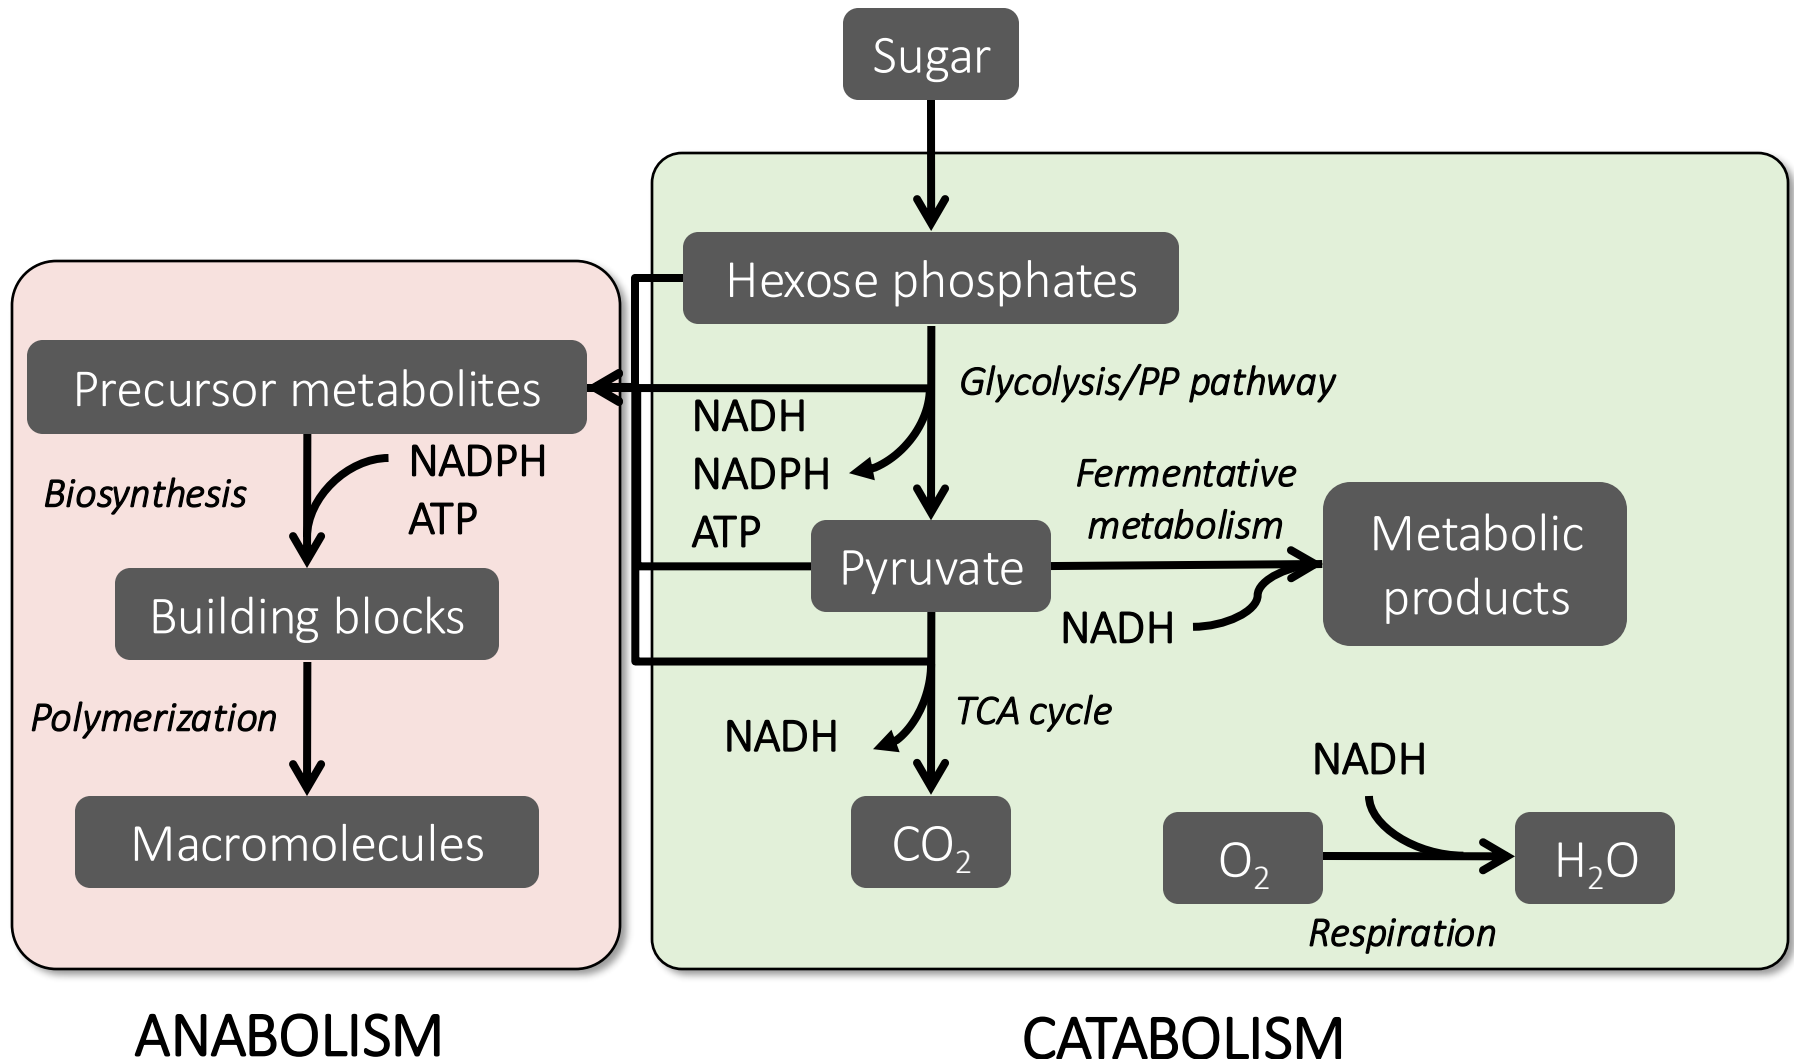 Sugar
Hexose phosphates
Precursor metabolites
Glycolysis/PP pathway
NADH
NADPH
ATP
NADPH
ATP
Biosynthesis
Fermentative
metabolism
Metabolic
products
Pyruvate
Building blocks
NADH
Polymerization
TCA cycle
NADH
NADH
Macromolecules
CO₂
O₂
H₂O
Respiration
ANABOLISM
CATABOLISM